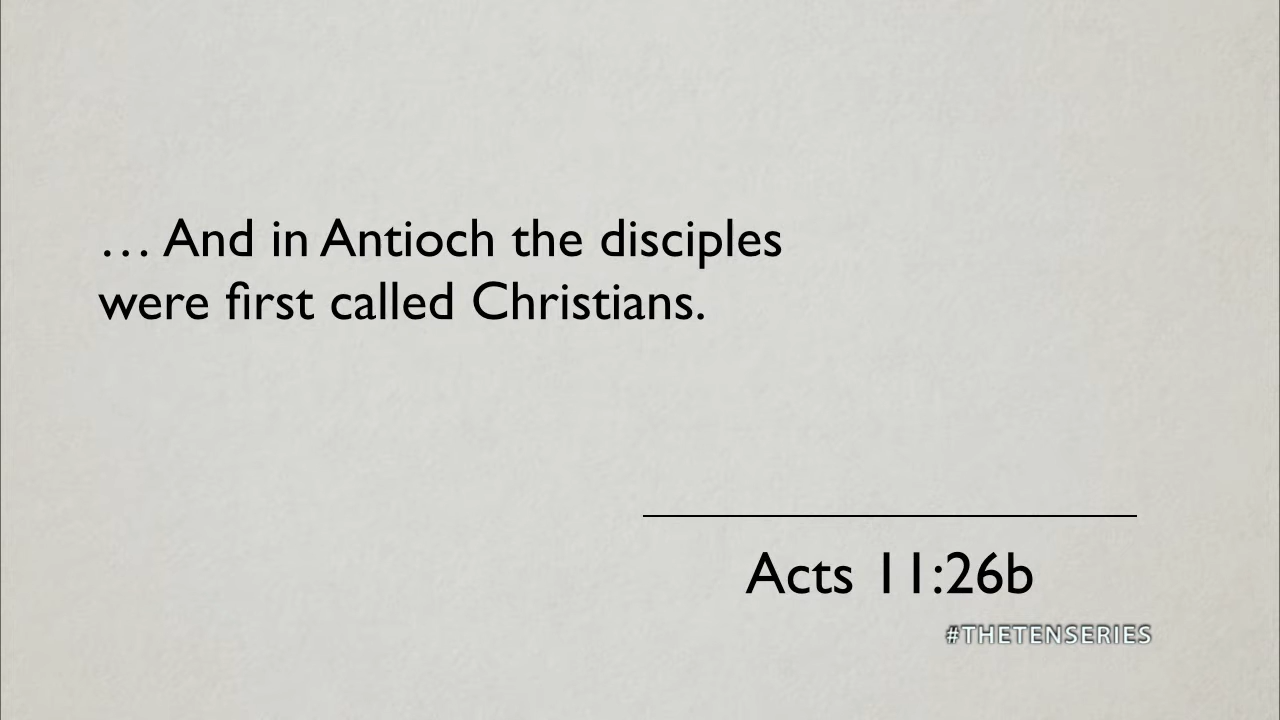 … And in Antioch the disciples
were first called Christians.
Acts 11:26b
#THETENSERIES